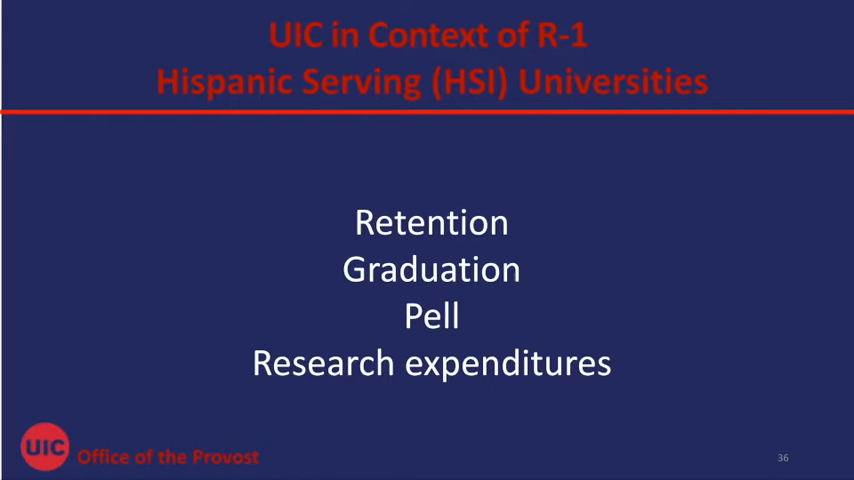 UIC in Context of R-1
Hispanic Serving (HSI) Universities
Retention
Graduation
Pell
Research expenditures
UIC
Office of the Provost
36